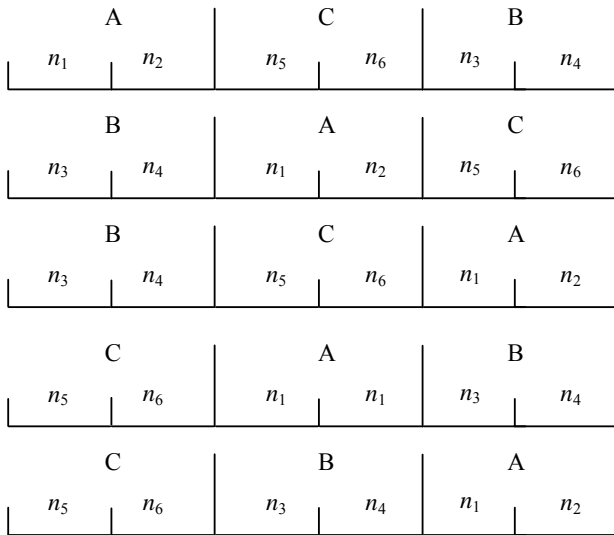 A C B
n₁ n₂ n₅ n₆ n₃ n₄
B A C
n₃ n₄ n₁ n₂ n₅ n₆
B C A
n₃ n₄ n₅ n₆ n₁ n₂
C A B
n₅ n₆ n₁ n₁ n₃ n₄
C B A
n₅ n₆ n₃ n₄ n₁ n₂